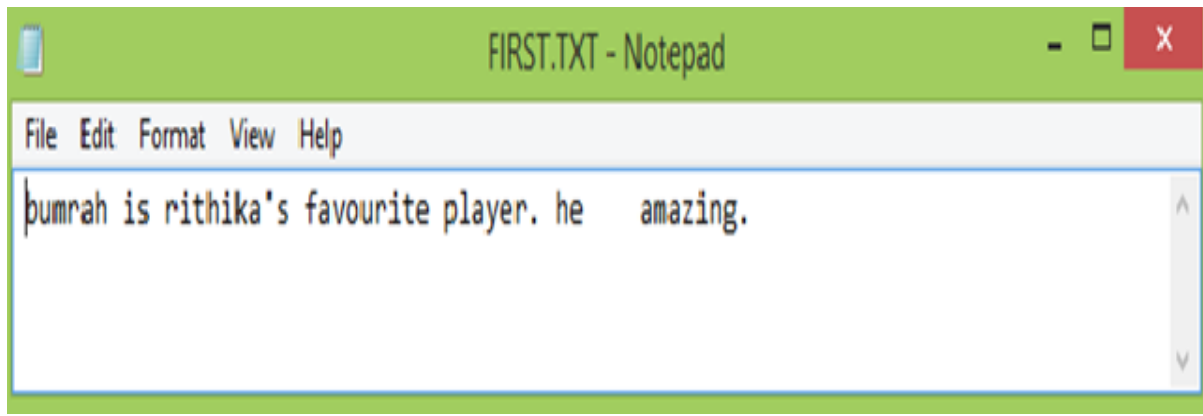 FIRST.TXT - Notepad
File Edit Format View Help
bumrah is rithika's favourite player. he    amazing.